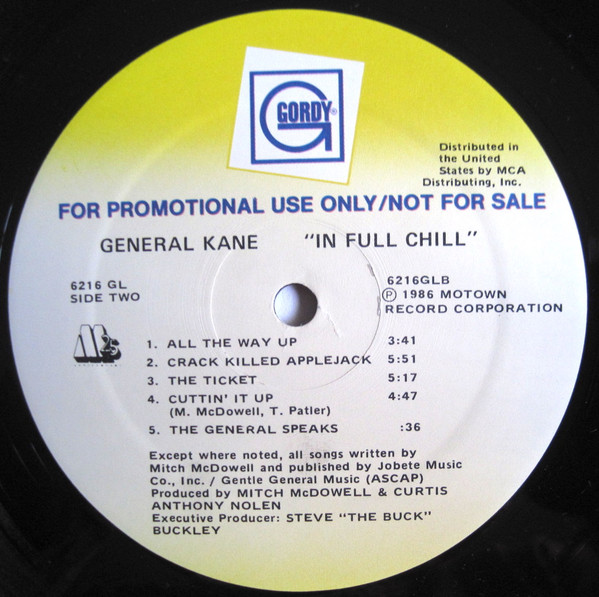 GORDY®
Distributed in
the United
States by MCA
Distributing, Inc.
FOR PROMOTIONAL USE ONLY/NOT FOR SALE
GENERAL KANE "IN FULL CHILL"
6216 GL
SIDE TWO
6216GLB
Ⓟ 1986 MOTOWN
RECORD CORPORATION
1. ALL THE WAY UP 3:41
2. CRACK KILLED APPLEJACK 5:51
3. THE TICKET 5:17
4. CUTTIN' IT UP 4:47
(M. McDowell, T. Patler)
5. THE GENERAL SPEAKS :36
Except where noted, all songs written by
Mitch McDowell and published by Jobete Music
Co., Inc. / Gentle General Music (ASCAP)
Produced by MITCH McDOWELL & CURTIS
ANTHONY NOLEN
Executive Producer: STEVE "THE BUCK"
BUCKLEY